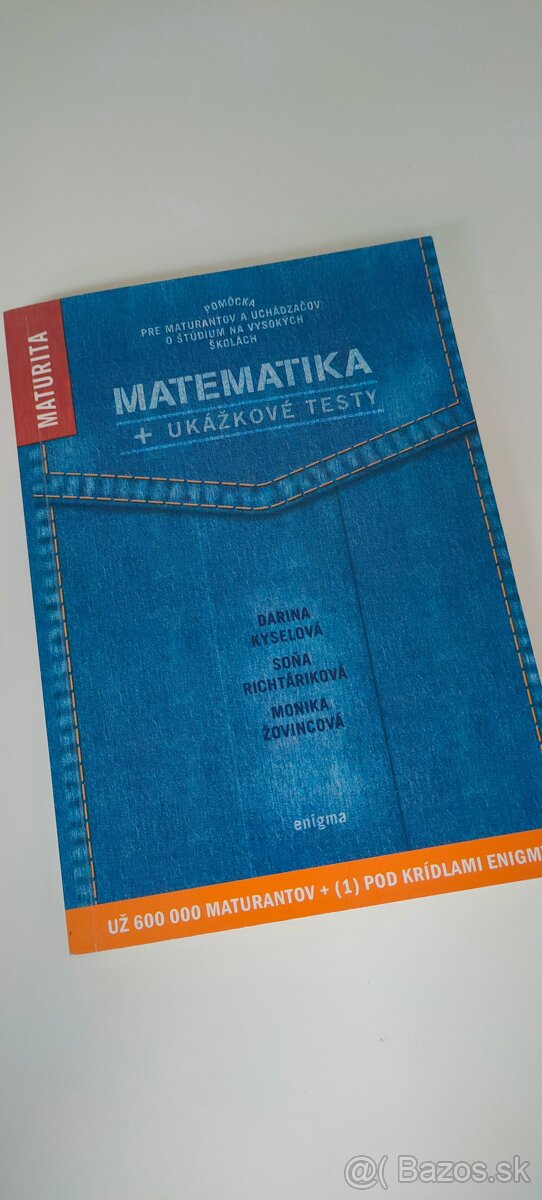 MATURITA
POMÔCKA
PRE MATURANTOV A UCHÁDZAČOV
O ŠTÚDIUM NA VYSOKÝCH
ŠKOLÁCH
MATEMATIKA
+ UKÁŽKOVÉ TESTY
DARINA
KYSELOVÁ
SOŇA
RICHTÁRIKOVÁ
MONIKA
ŽOVINCOVÁ
enigma
UŽ 600 000 MATURANTOV + (1) POD KRÍDLAMI ENIGMY
@( Bazos.sk